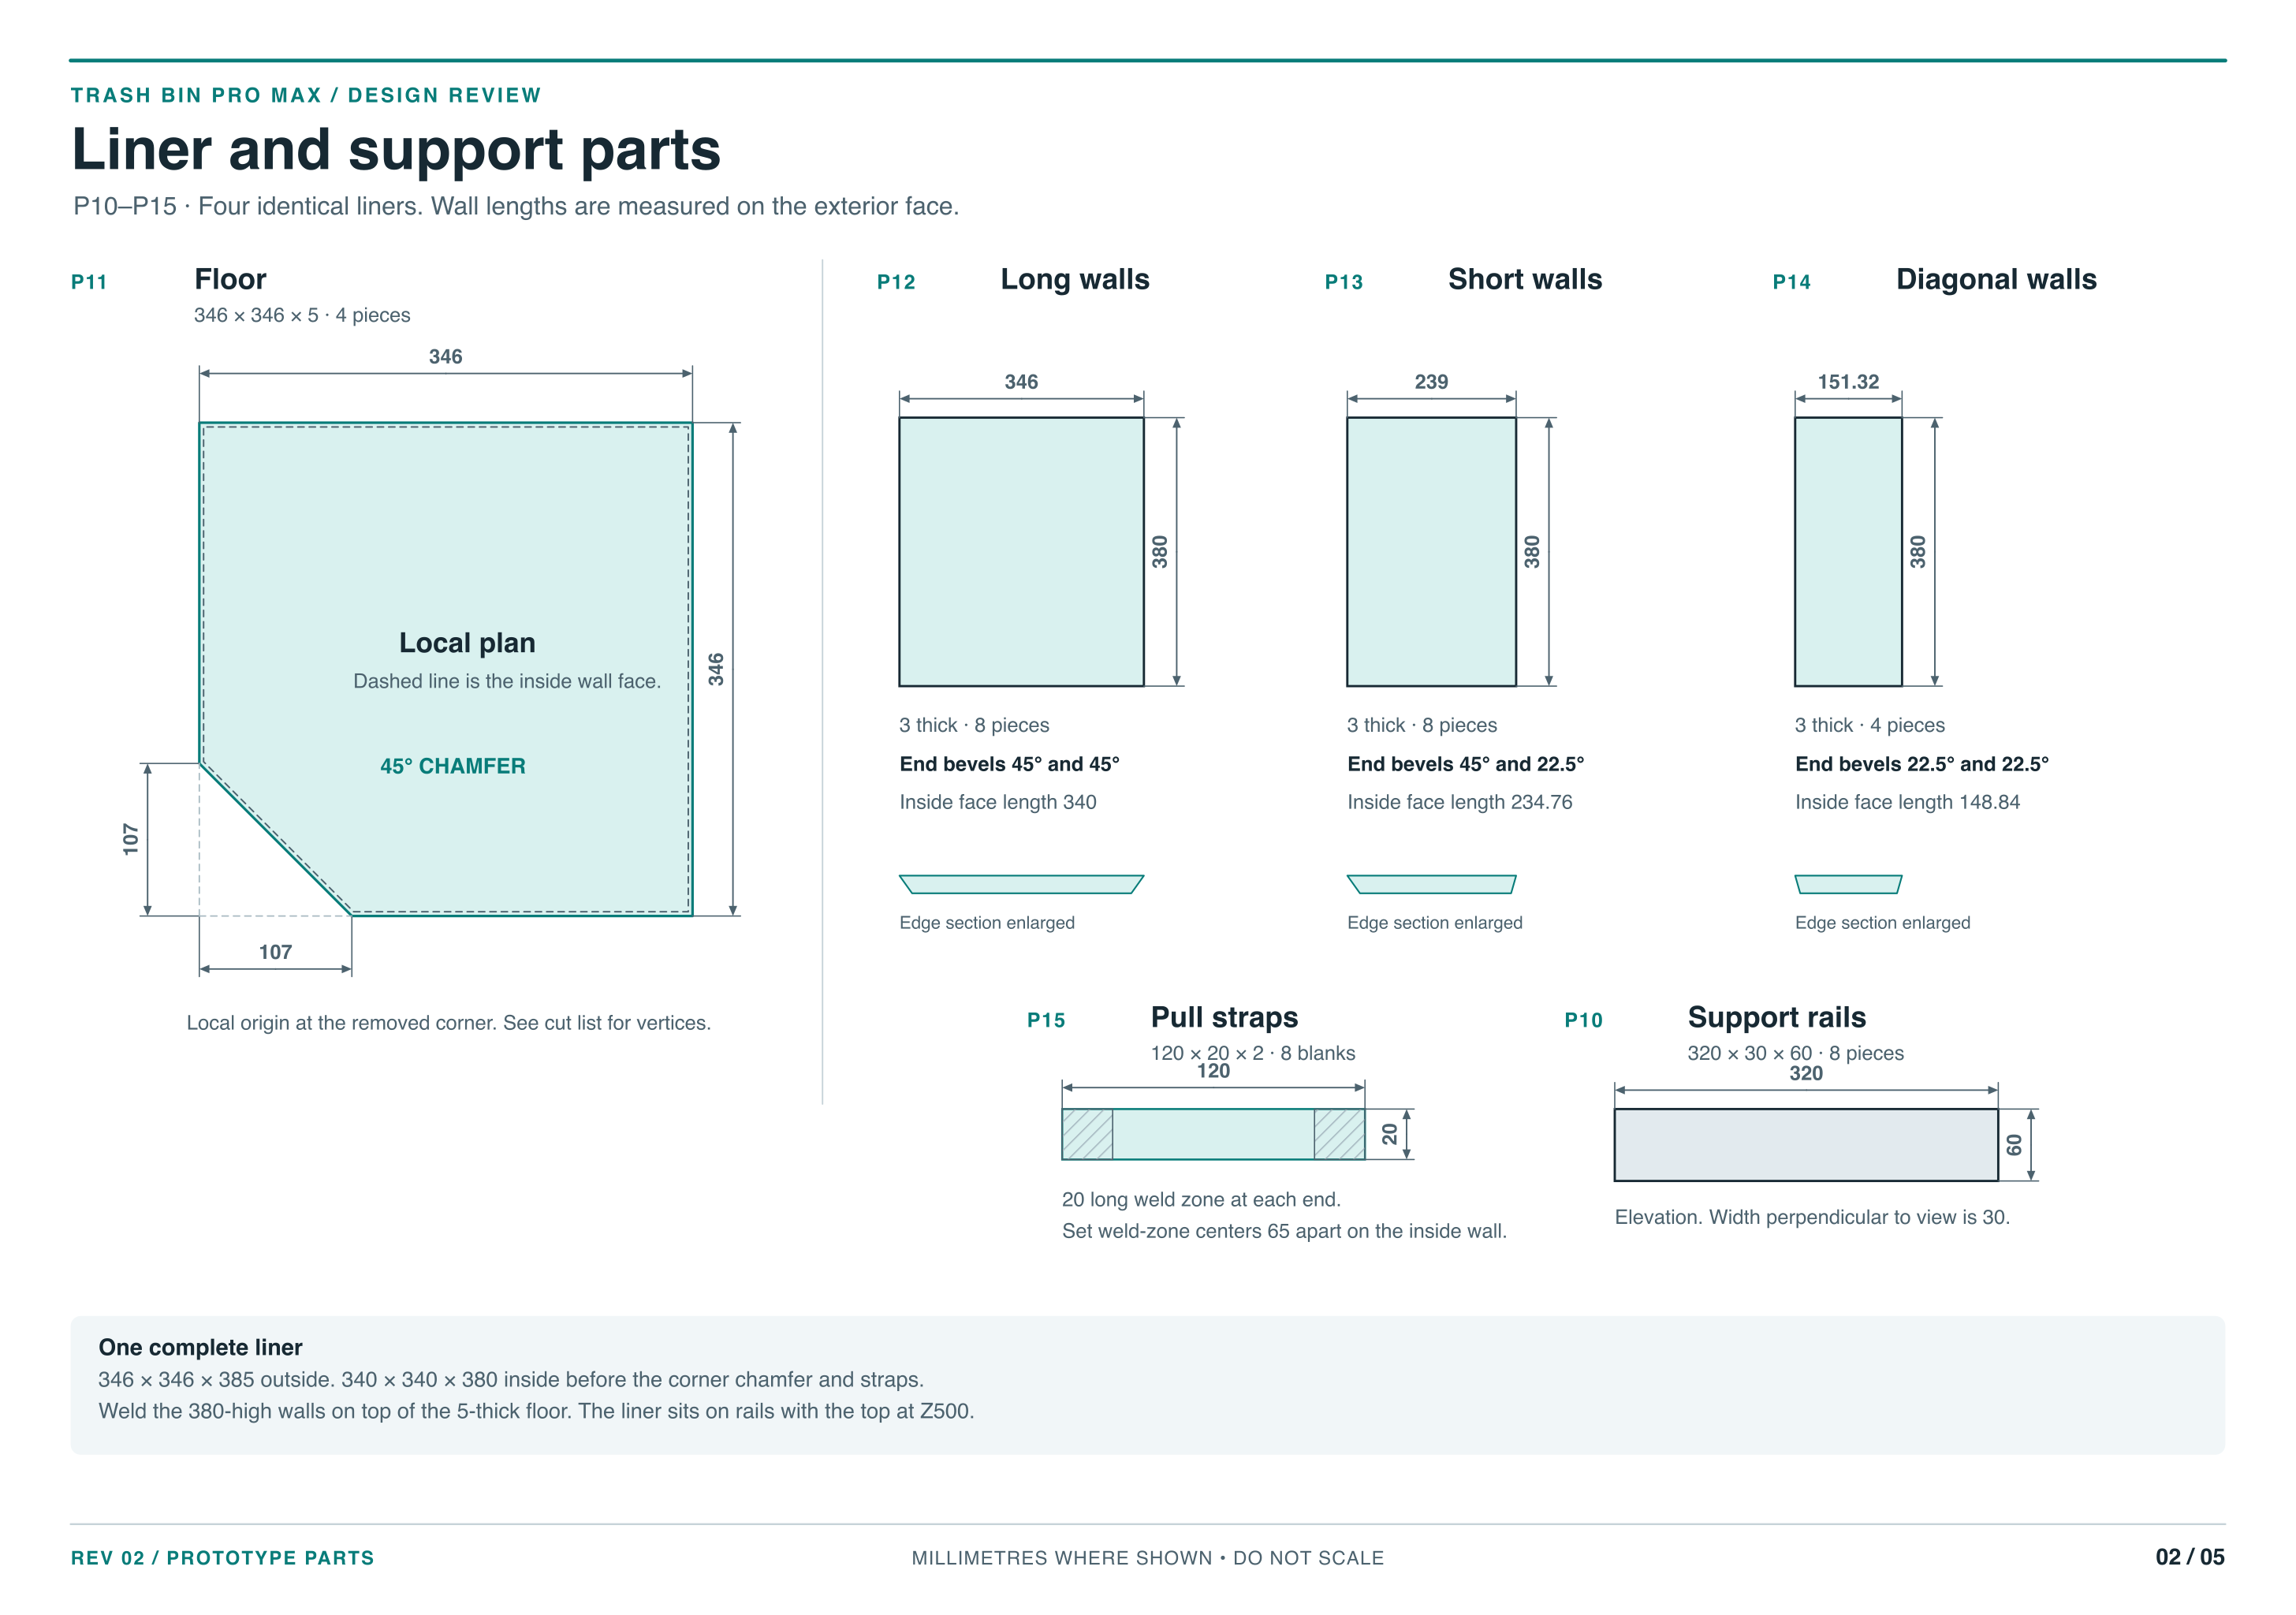 TRASH BIN PRO MAX / DESIGN REVIEW
Liner and support parts
P10–P15 · Four identical liners. Wall lengths are measured on the exterior face.
P11 Floor
346 × 346 × 5 · 4 pieces
346
346
Local plan
Dashed line is the inside wall face.
45° CHAMFER
107
107
Local origin at the removed corner. See cut list for vertices.
P12 Long walls
346
380
3 thick · 8 pieces
End bevels 45° and 45°
Inside face length 340
Edge section enlarged
P13 Short walls
239
380
3 thick · 8 pieces
End bevels 45° and 22.5°
Inside face length 234.76
Edge section enlarged
P14 Diagonal walls
151.32
380
3 thick · 4 pieces
End bevels 22.5° and 22.5°
Inside face length 148.84
Edge section enlarged
P15 Pull straps
120 × 20 × 2 · 8 blanks
120
20
20 long weld zone at each end.
Set weld-zone centers 65 apart on the inside wall.
P10 Support rails
320 × 30 × 60 · 8 pieces
320
60
Elevation. Width perpendicular to view is 30.
One complete liner
346 × 346 × 385 outside. 340 × 340 × 380 inside before the corner chamfer and straps.
Weld the 380-high walls on top of the 5-thick floor. The liner sits on rails with the top at Z500.
REV 02 / PROTOTYPE PARTS
MILLIMETRES WHERE SHOWN • DO NOT SCALE
02 / 05